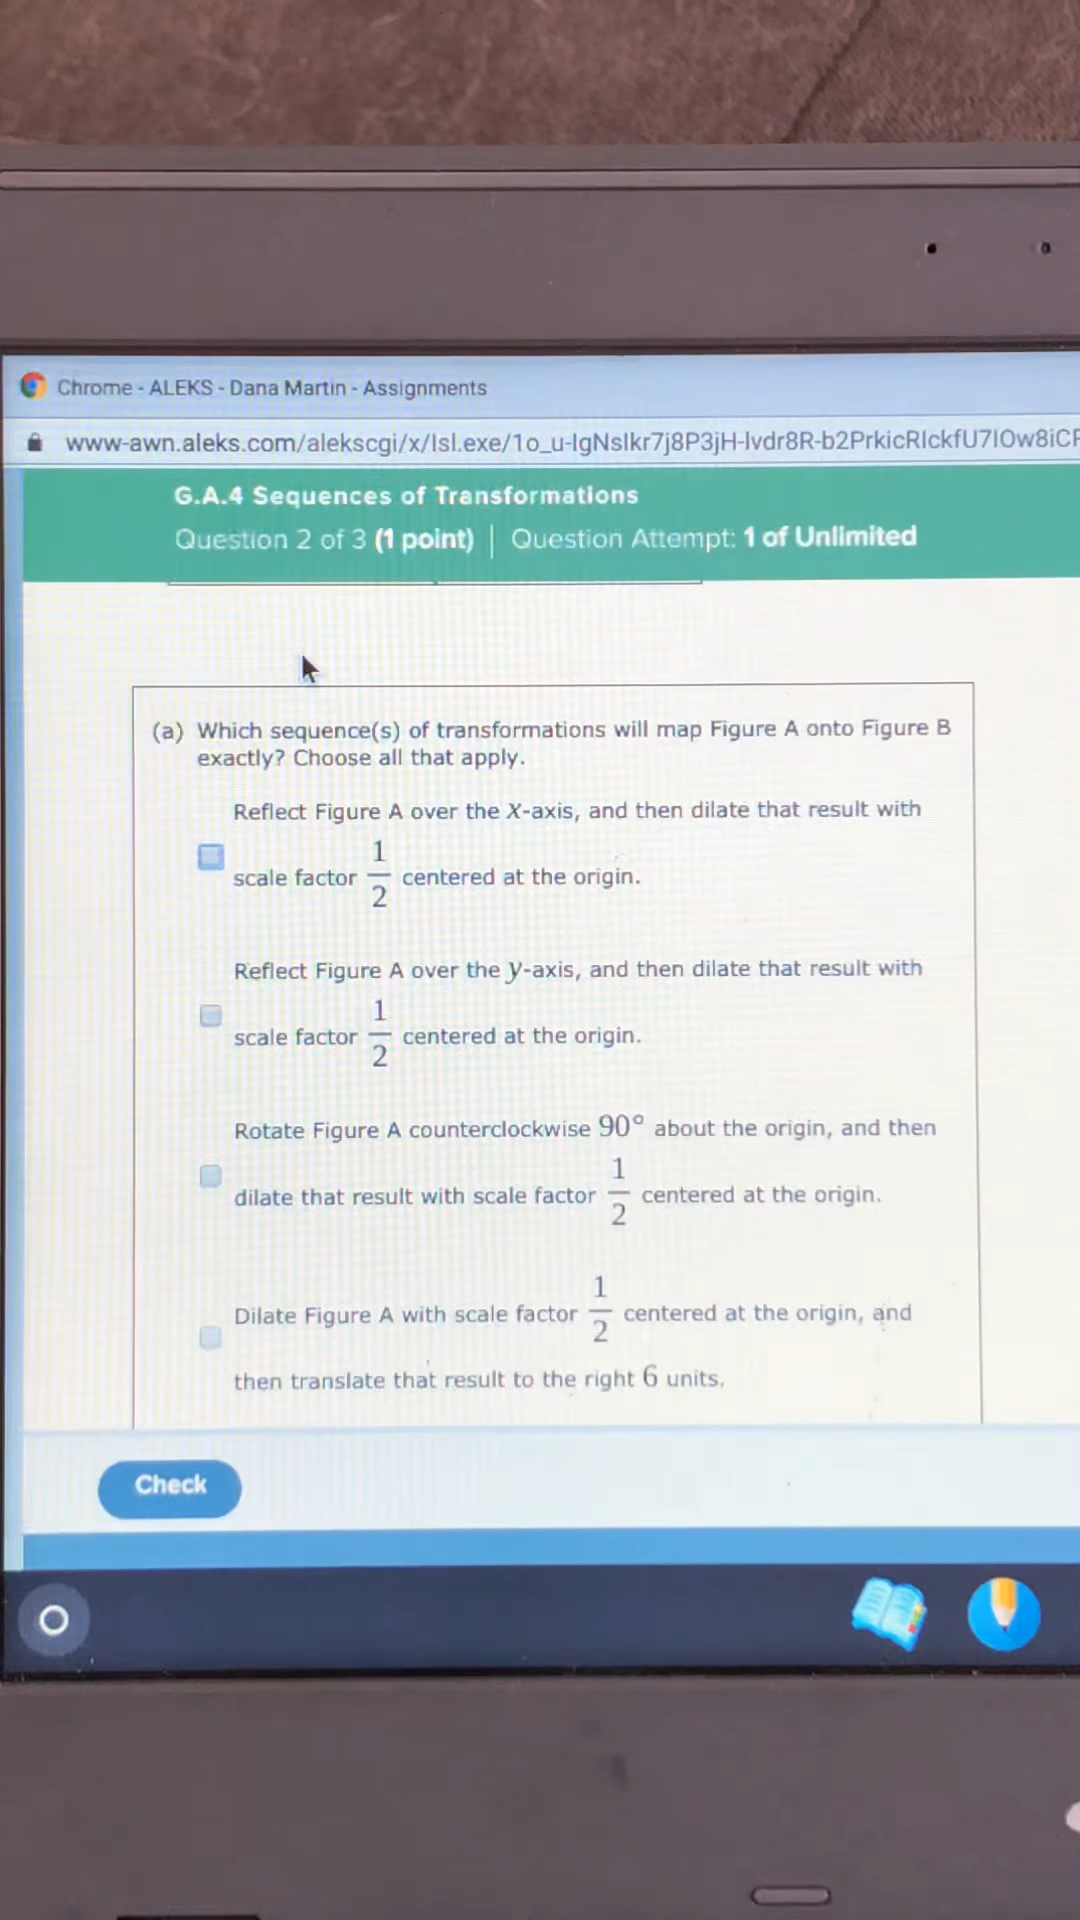 Chrome - ALEKS - Dana Martin - Assignments
www-awn.aleks.com/alekscgi/x/Isl.exe/1o_u-IgNsIkr7j8P3jH-lvdr8R-b2PrkicRIckfU7lOw8iCF
G.A.4 Sequences of Transformations
Question 2 of 3 (1 point) | Question Attempt: 1 of Unlimited
(a) Which sequence(s) of transformations will map Figure A onto Figure B
exactly? Choose all that apply.
Reflect Figure A over the X-axis, and then dilate that result with
scale factor 1/2 centered at the origin.
Reflect Figure A over the y-axis, and then dilate that result with
scale factor 1/2 centered at the origin.
Rotate Figure A counterclockwise 90° about the origin, and then
dilate that result with scale factor 1/2 centered at the origin.
Dilate Figure A with scale factor 1/2 centered at the origin, and
then translate that result to the right 6 units.
Check